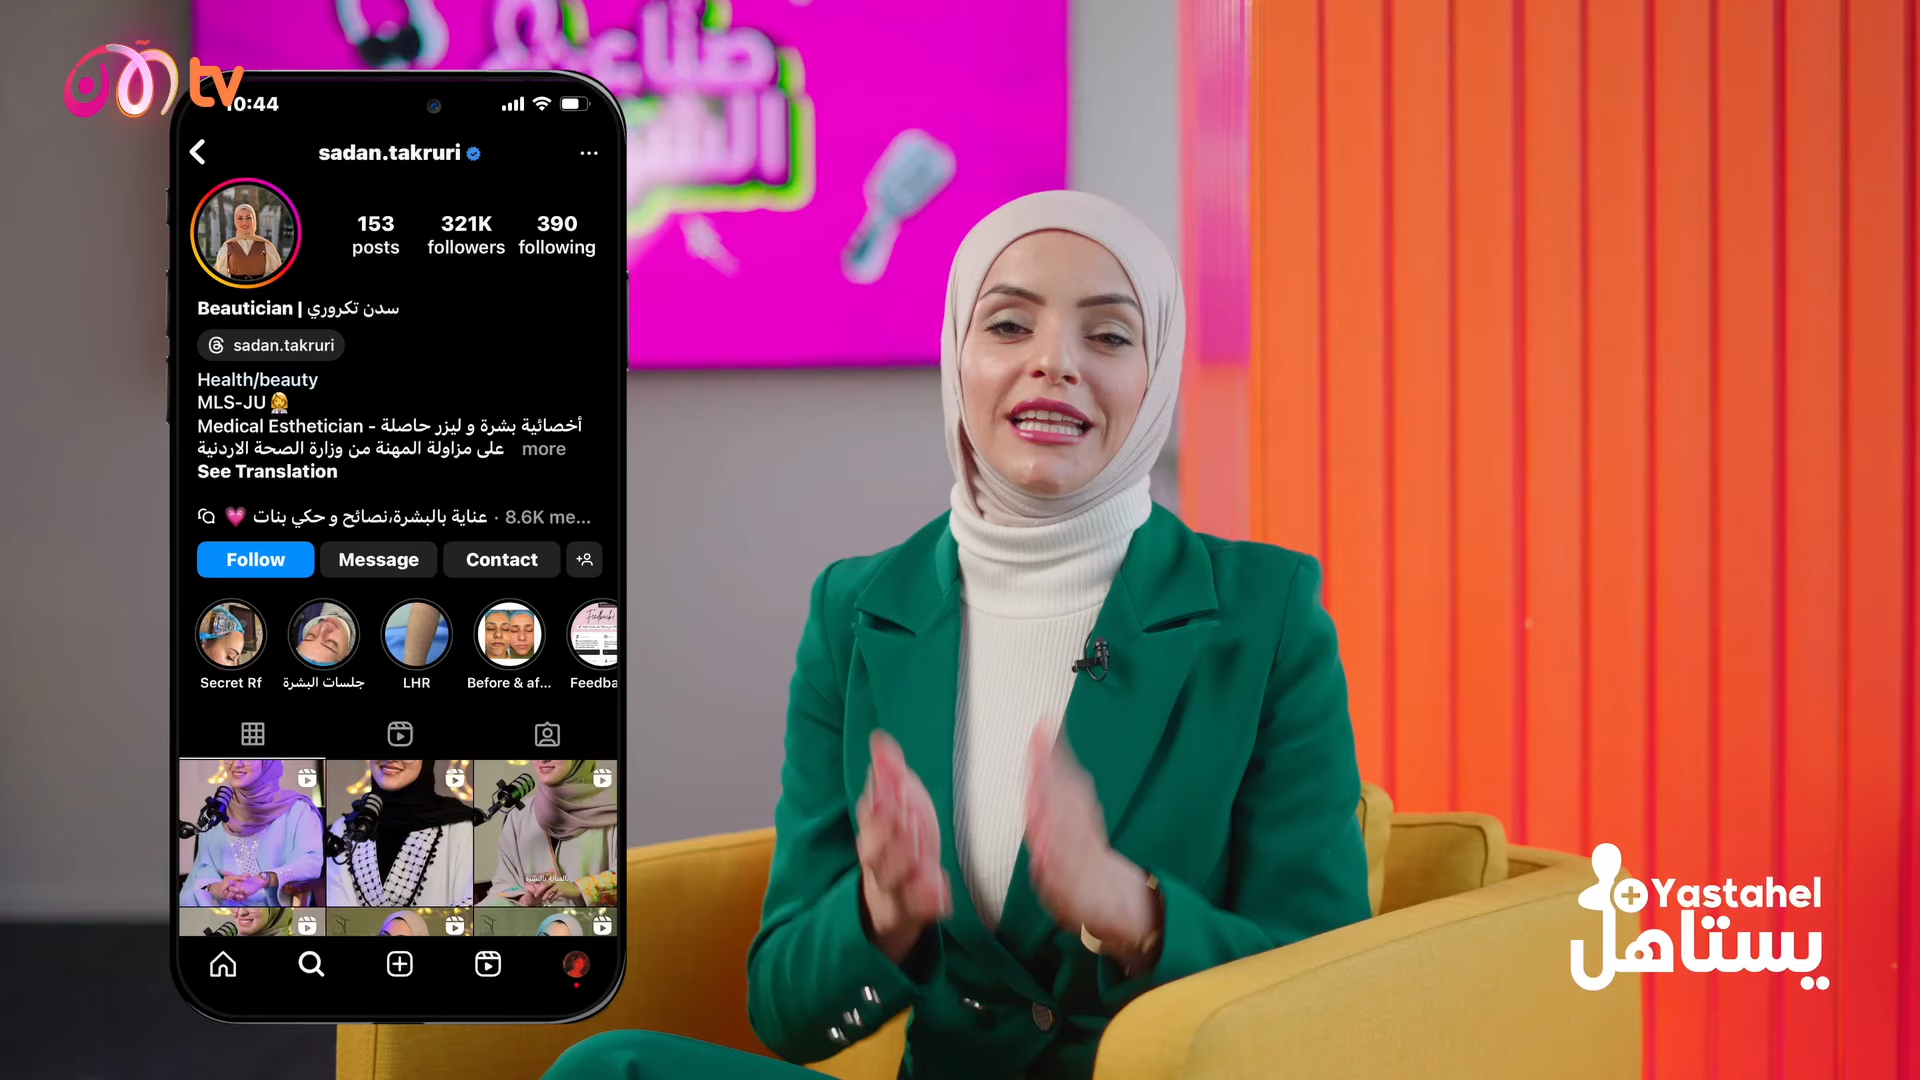 tv
صناعة
10:44
sadan.takruri
153 321K 390
posts followers following
Beautician | سدن تكروري
sadan.takruri
Health/beauty
MLS-JU
Medical Esthetician - أخصائية بشرة و ليزر حاصلة
على مزاولة المهنة من وزارة الصحة الاردنية more
See Translation
عناية بالبشرة،نصائح و حكي بنات · 8.6K me...
Follow Message Contact
Secret Rf جلسات البشرة LHR Before & af... Feedba
Yastahel
يستاهل